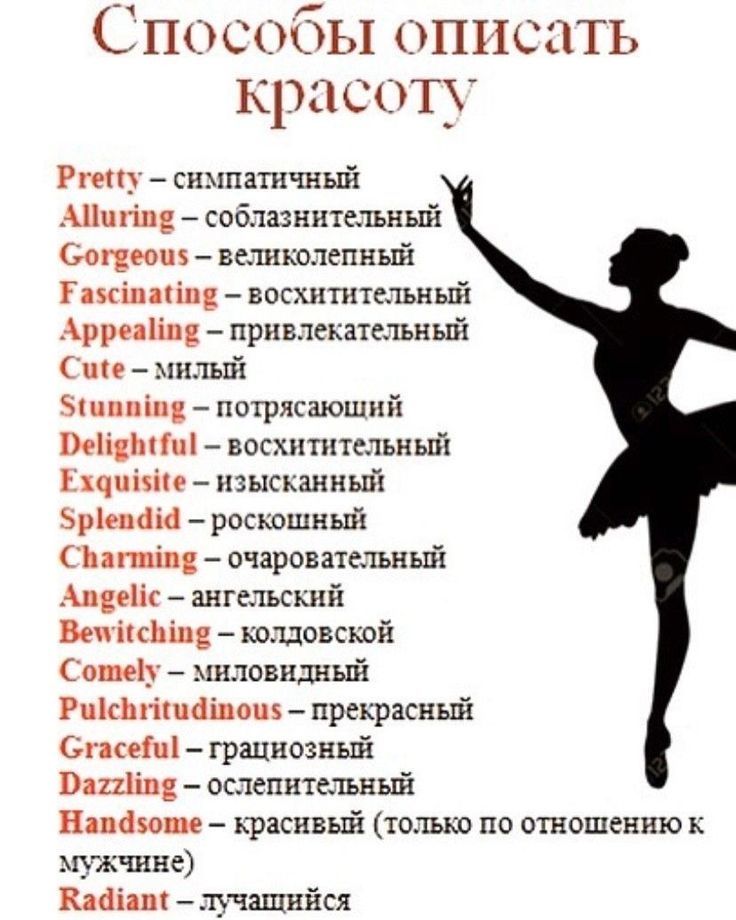 Способы описать
красоту
Pretty – симпатичный
Alluring – соблазнительный
Gorgeous – великолепный
Fascinating – восхитительный
Appealing – привлекательный
Cute – милый
Stunning – потрясающий
Delightful – восхитительный
Exquisite – изысканный
Splendid – роскошный
Charming – очаровательный
Angelic – ангельский
Bewitching – колдовской
Comely – миловидный
Pulchritudinous – прекрасный
Graceful – грациозный
Dazzling – ослепительный
Handsome – красивый (только по отношению к
мужчине)
Radiant – лучащийся